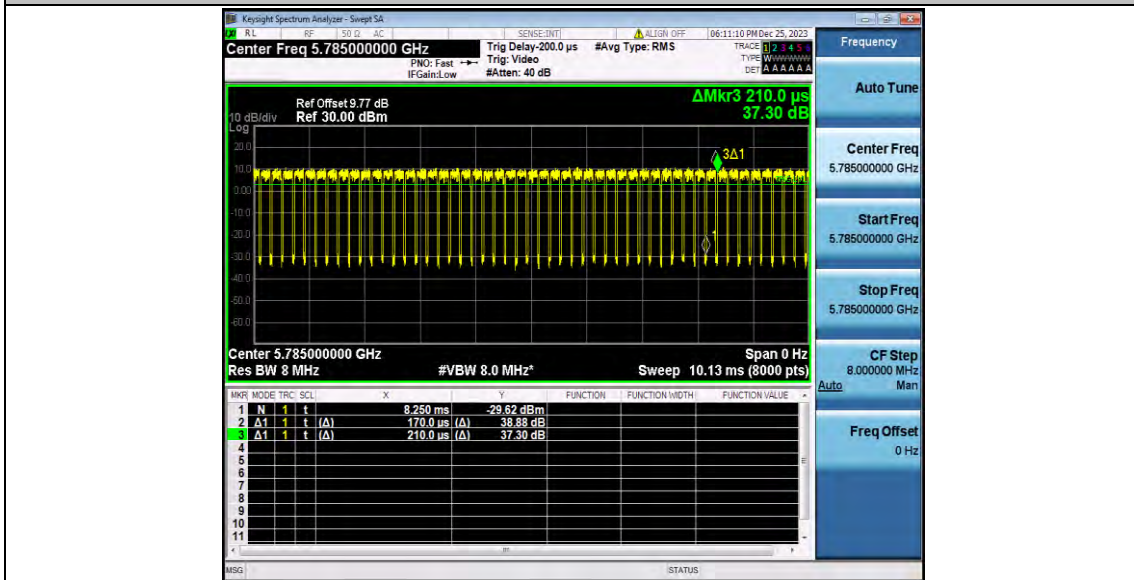 Keysight Spectrum Analyzer - Swept SA
RL RF 50 Ω AC SENSE:INT ALIGN OFF 06:11:10 PM Dec 25, 2023
Center Freq 5.785000000 GHz
PNO: Fast
IFGain:Low
Trig Delay-200.0 µs
Trig: Video
#Atten: 40 dB
#Avg Type: RMS
TRACE 1 2 3 4 5 6
TYPE WWWWWW
DET A A A A A A
ΔMkr3 210.0 µs
37.30 dB
Ref Offset 9.77 dB
10 dB/div Ref 30.00 dBm
Log
20.0
10.0
0.00
-10.0
-20.0
-30.0
-40.0
-50.0
-60.0
3Δ1
1
Center 5.785000000 GHz Span 0 Hz
Res BW 8 MHz #VBW 8.0 MHz* Sweep 10.13 ms (8000 pts)
MKR MODE TRC SCL X Y FUNCTION FUNCTION WIDTH FUNCTION VALUE
1 N 1 t 8.250 ms -29.62 dBm
2 Δ1 1 t (Δ) 170.0 µs (Δ) 38.88 dB
3 Δ1 1 t (Δ) 210.0 µs (Δ) 37.30 dB
4
5
6
7
8
9
10
11
MSG STATUS
Frequency
Auto Tune
Center Freq
5.785000000 GHz
Start Freq
5.785000000 GHz
Stop Freq
5.785000000 GHz
CF Step
8.000000 MHz
Auto Man
Freq Offset
0 Hz